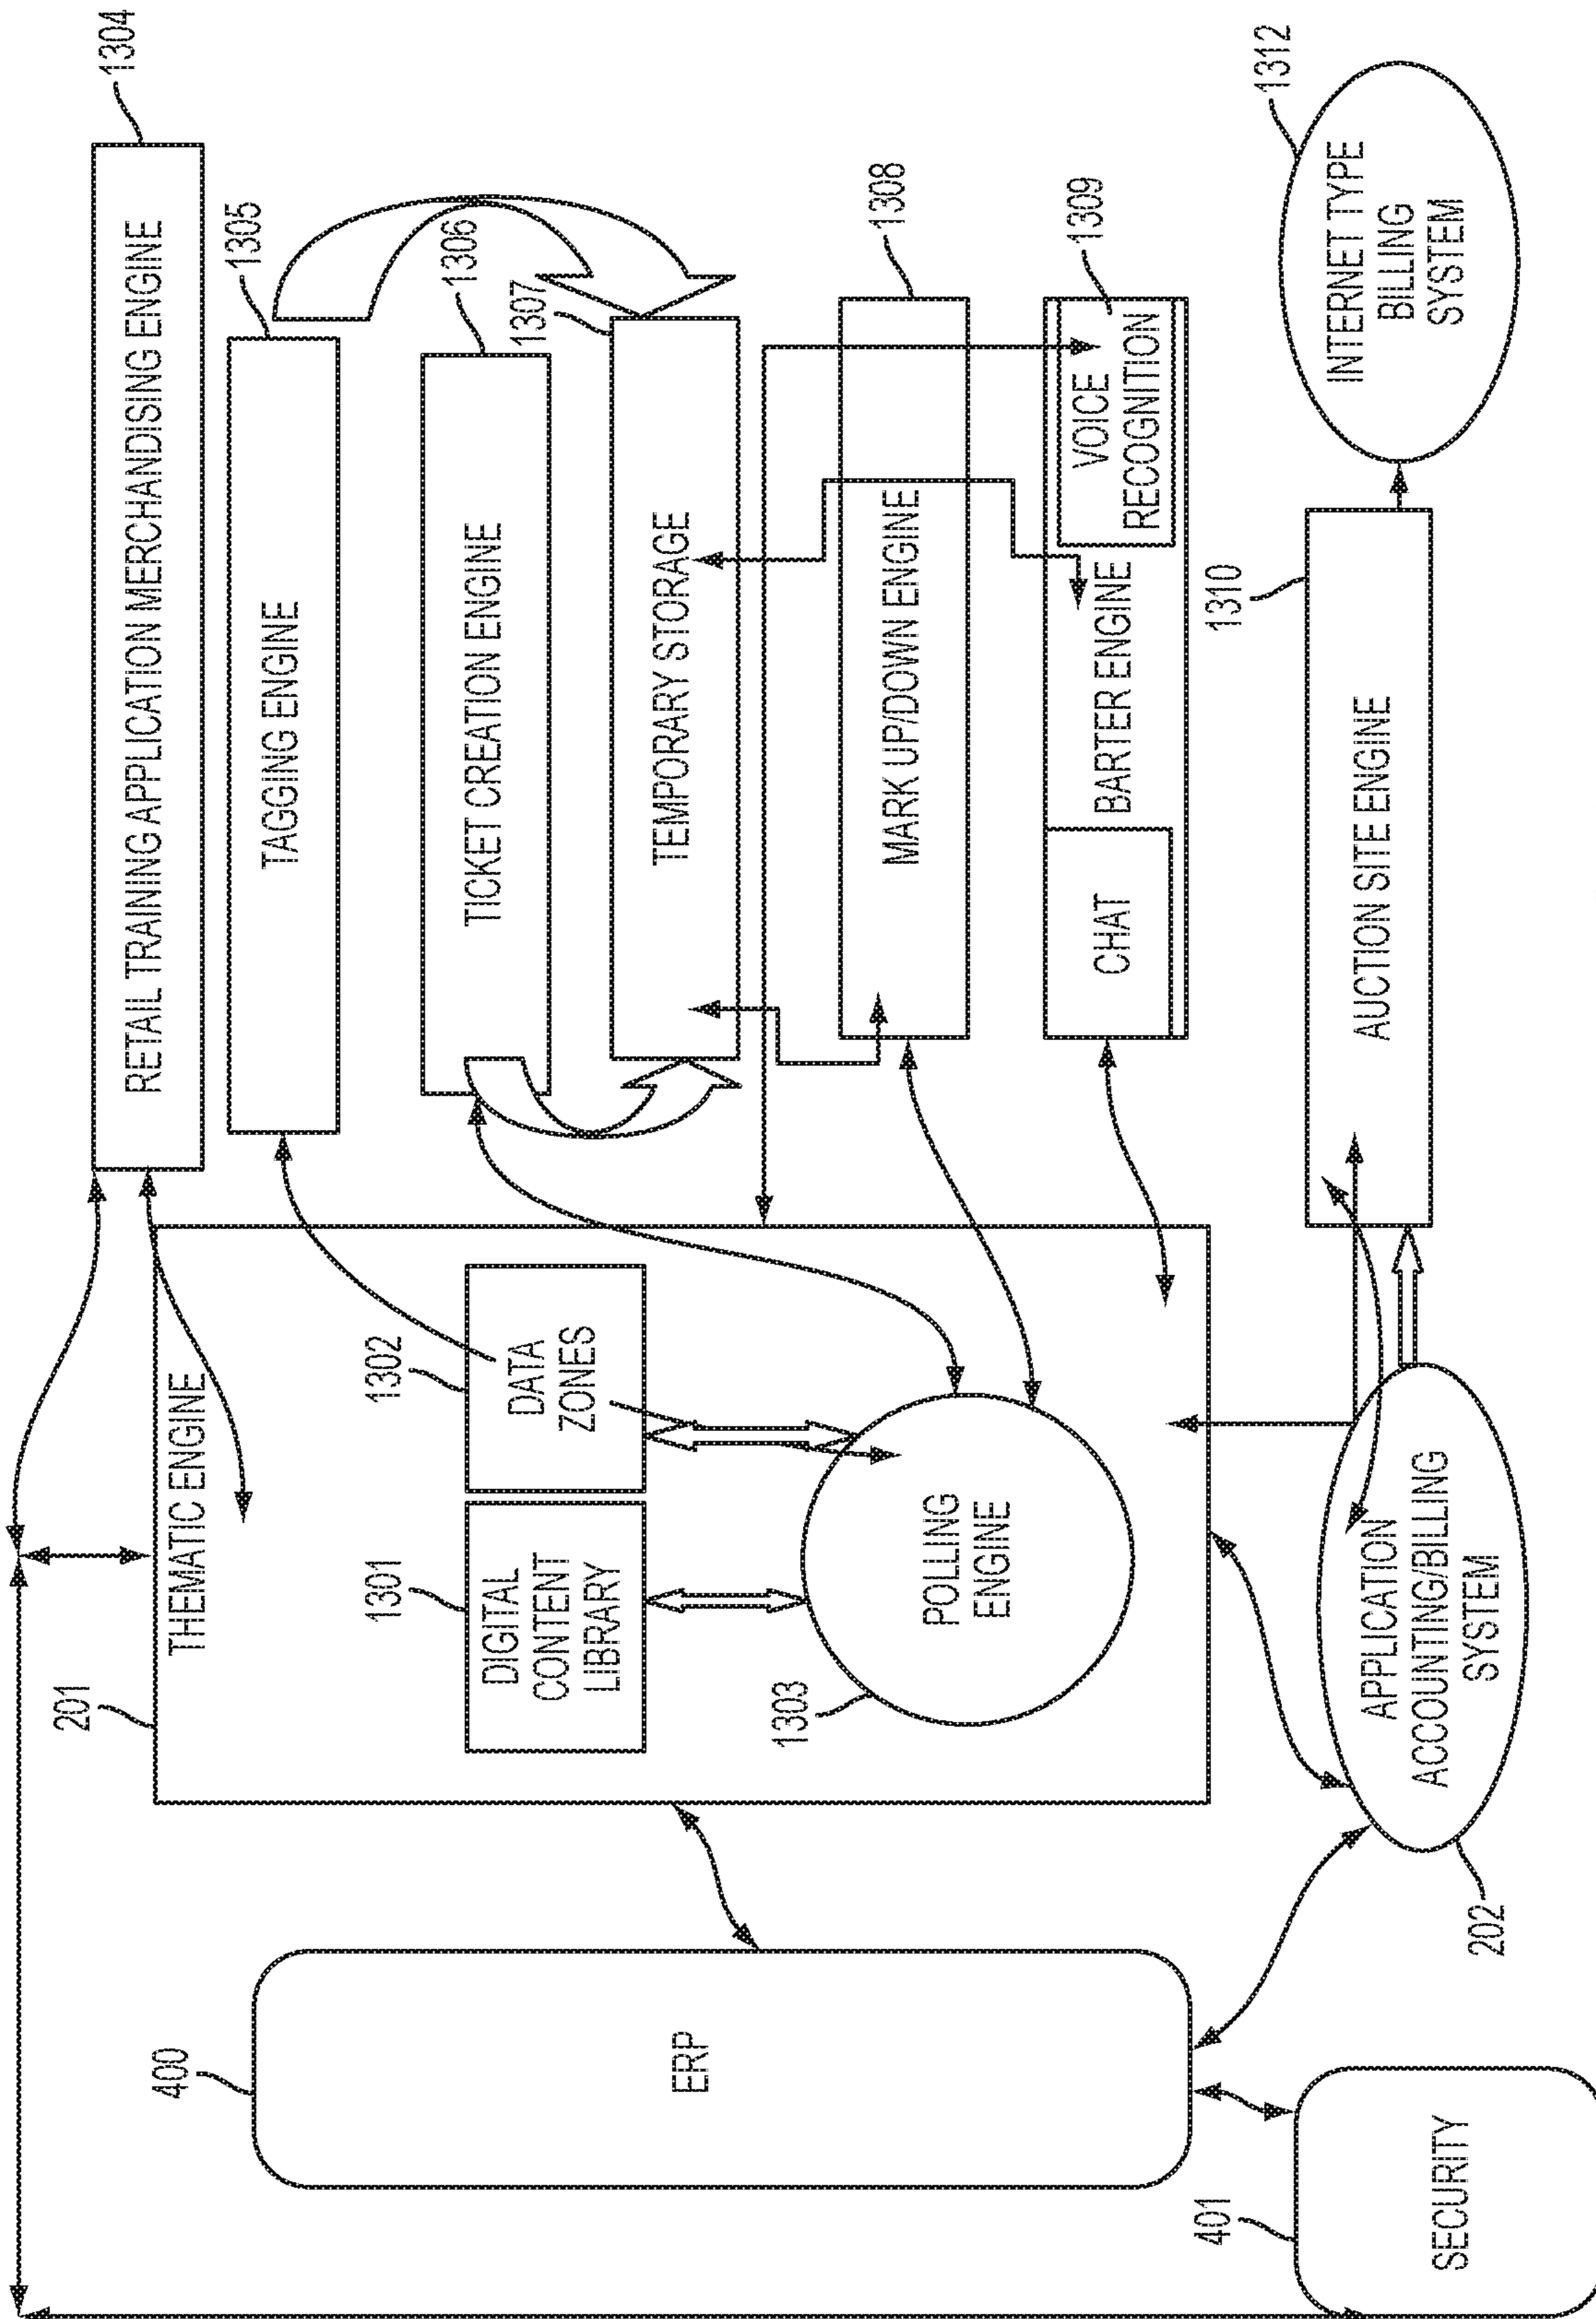 RETAIL TRAINING APPLICATION MERCHANDISING ENGINE
1304
TAGGING ENGINE
1305
TICKET CREATION ENGINE
1306
TEMPORARY STORAGE
1307
MARK UP/DOWN ENGINE
1308
CHAT
BARTER ENGINE
VOICE
RECOGNITION
1309
AUCTION SITE ENGINE
1310
INTERNET TYPE
BILLING
SYSTEM
1312
201
THEMATIC ENGINE
1301
DIGITAL
CONTENT
LIBRARY
1302
DATA
ZONES
1303
POLLING
ENGINE
APPLICATION
ACCOUNTING/BILLING
SYSTEM
202
400
ERP
401
SECURITY